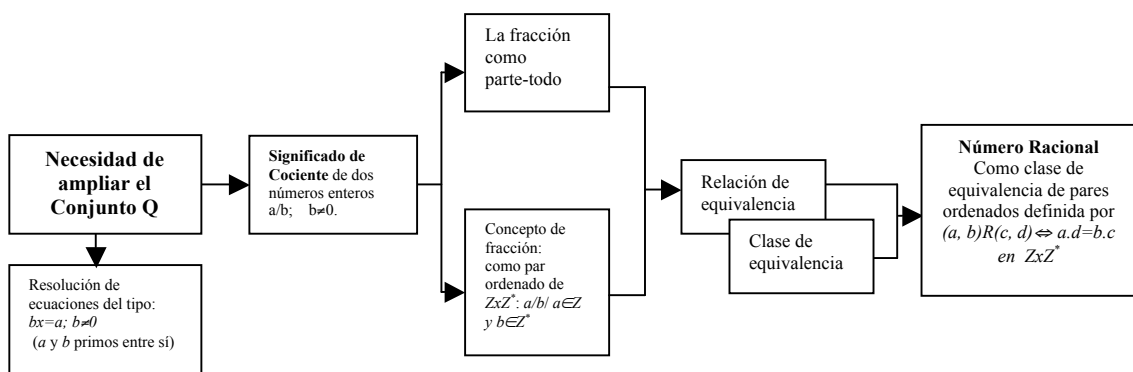 Necesidad de
ampliar el
Conjunto Q
Resolución de
ecuaciones del tipo:
bx=a; b≠0
(a y b primos entre sí)
Significado de
Cociente de dos
números enteros
a/b; b≠0.
La fracción
como
parte-todo
Concepto de
fracción:
como par
ordenado de
ZxZ*: a/b/ a∈Z
y b∈Z*
Relación de
equivalencia
Clase de
equivalencia
Número Racional
Como clase de
equivalencia de pares
ordenados definida por
(a, b)R(c, d)⇔ a.d=b.c
en ZxZ*